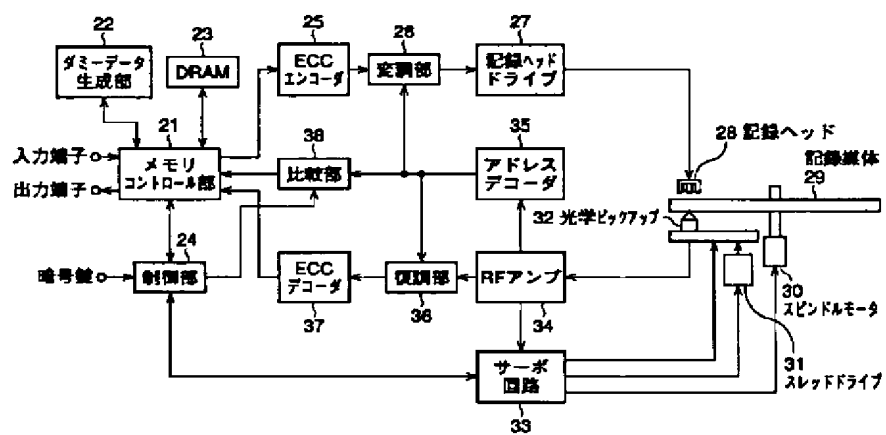 22
ダミーデータ
生成部
23
DRAM
25
ECC
エンコーダ
26
変調部
27
記録ヘッド
ドライブ
21
メモリ
コントロール部
入力端子
出力端子
38
比較部
35
アドレス
デコーダ
28 記録ヘッド
記録媒体
29
32 光学ピックアップ
暗号鍵
24
制御部
ECC
デコーダ
37
復調部
36
RFアンプ
34
30
スピンドルモータ
31
スレッドドライブ
サーボ
回路
33